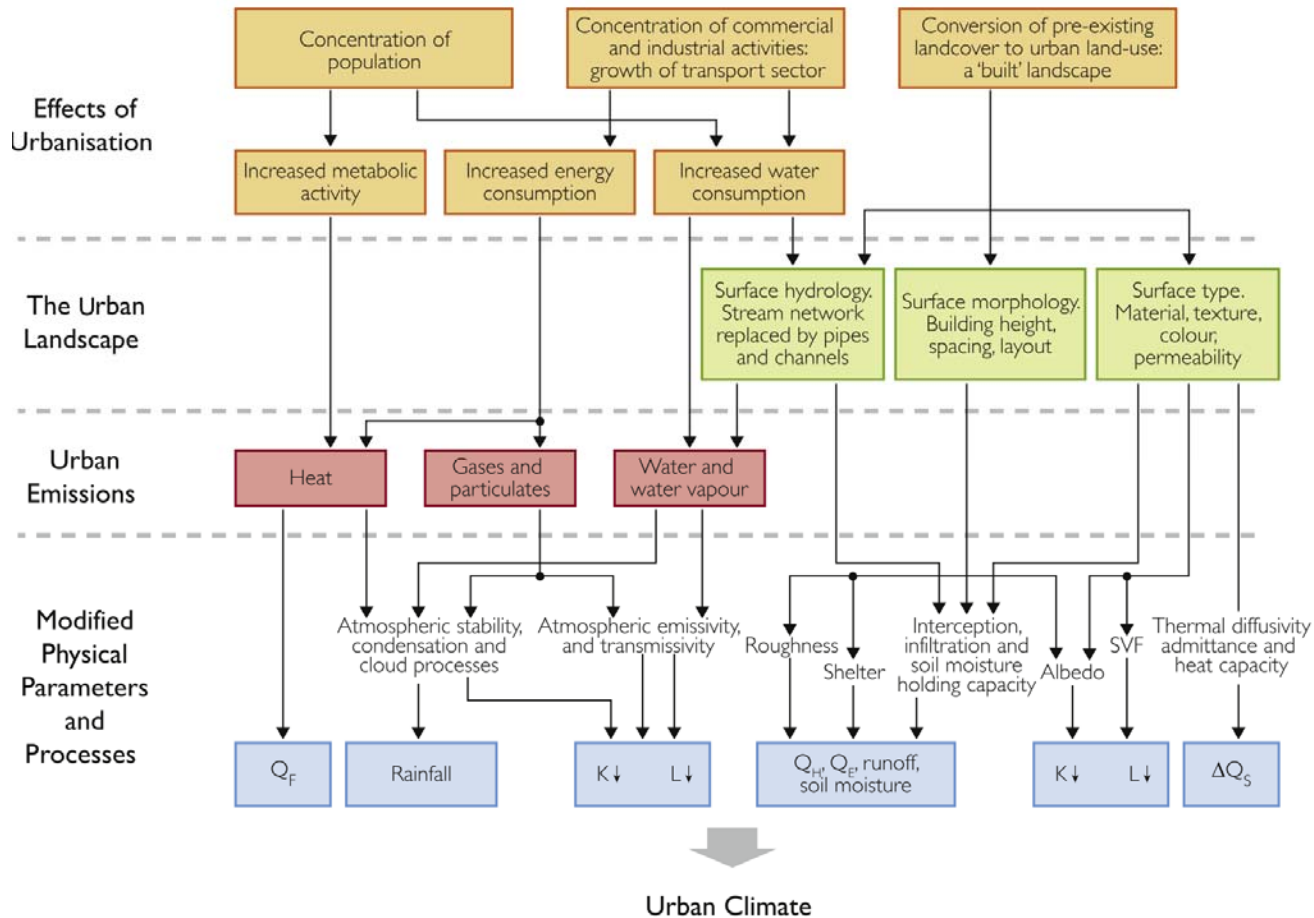 Concentration of
population
Concentration of commercial
and industrial activities:
growth of transport sector
Conversion of pre-existing
landcover to urban land-use:
a ‘built’ landscape
Effects of
Urbanisation
Increased metabolic
activity
Increased energy
consumption
Increased water
consumption
The Urban
Landscape
Surface hydrology.
Stream network
replaced by pipes
and channels
Surface morphology.
Building height,
spacing, layout
Surface type.
Material, texture,
colour,
permeability
Urban
Emissions
Heat
Gases and
particulates
Water and
water vapour
Modified
Physical
Parameters
and
Processes
Atmospheric stability,
condensation and
cloud processes
Atmospheric emissivity,
and transmissivity
Roughness
Shelter
Interception,
infiltration and
soil moisture
holding capacity
Albedo
SVF
Thermal diffusivity
admittance and
heat capacity
Q_F
Rainfall
K↓ L↓
Q_H, Q_E, runoff,
soil moisture
K↓ L↓
ΔQ_S
Urban Climate